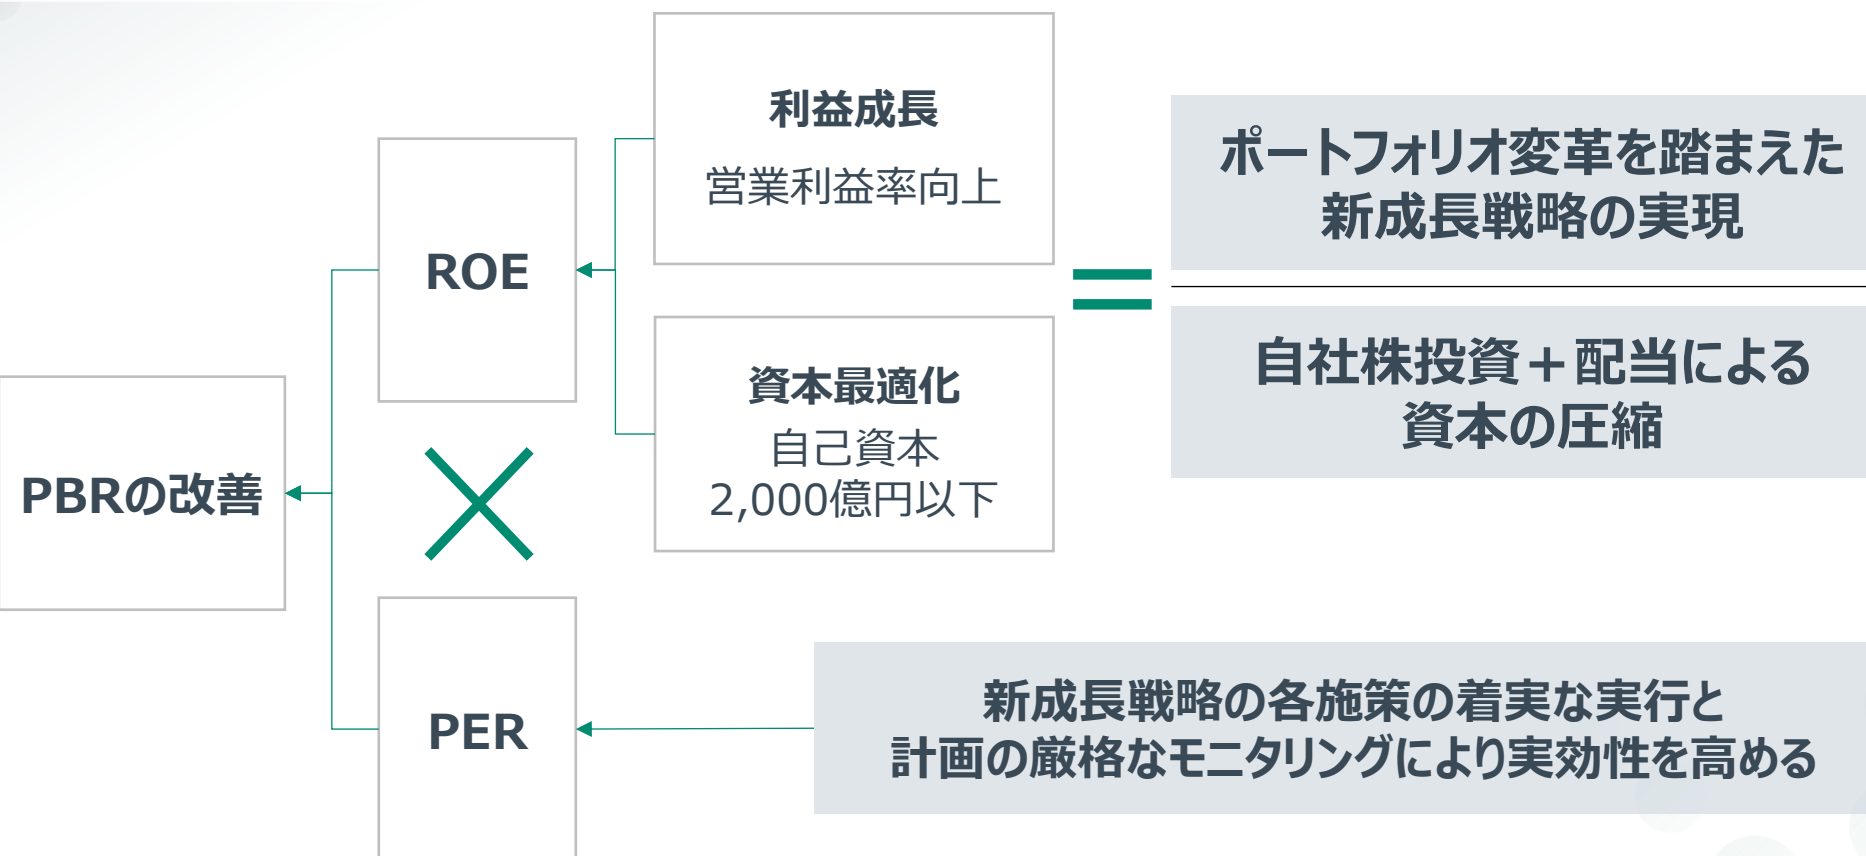 PBRの改善
ROE
PER
利益成長
営業利益率向上
資本最適化
自己資本
2,000億円以下
ポートフォリオ変革を踏まえた
新成長戦略の実現
自社株投資+配当による
資本の圧縮
新成長戦略の各施策の着実な実行と
計画の厳格なモニタリングにより実効性を高める